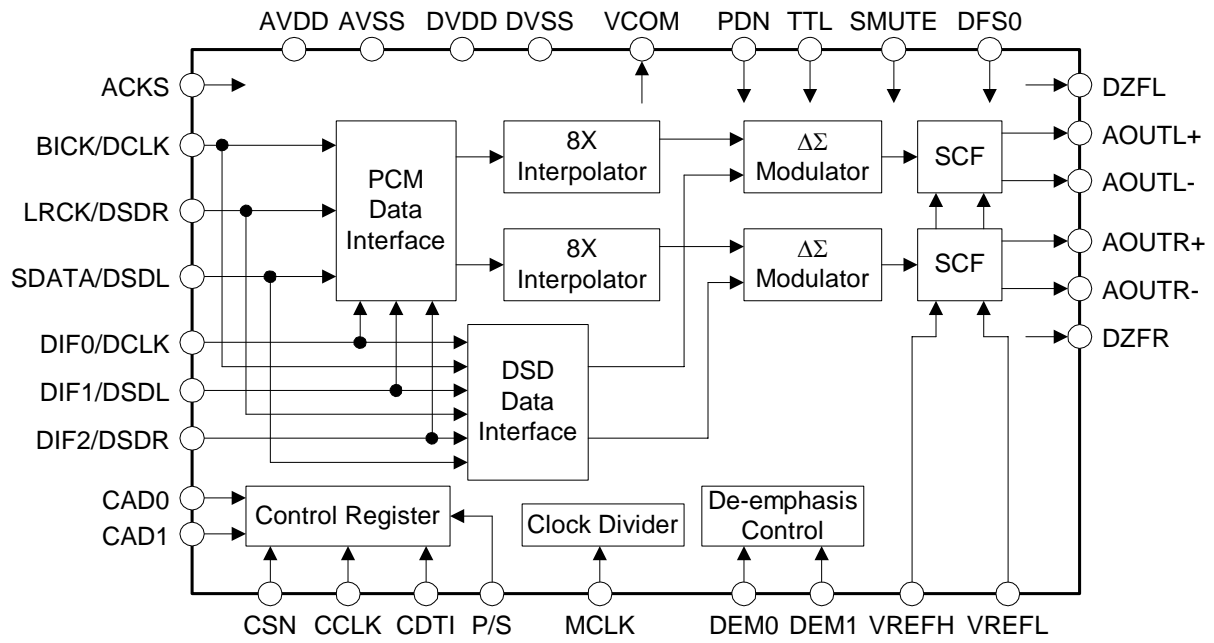 AVDD AVSS DVDD DVSS VCOM PDN TTL SMUTE DFS0
ACKS
BICK/DCLK
LRCK/DSDR
SDATA/DSDL
DIF0/DCLK
DIF1/DSDL
DIF2/DSDR
CAD0
CAD1
PCM
Data
Interface
8X
Interpolator
ΔΣ
Modulator
SCF
8X
Interpolator
ΔΣ
Modulator
SCF
DSD
Data
Interface
Control Register
Clock Divider
De-emphasis
Control
DZFL
AOUTL+
AOUTL-
AOUTR+
AOUTR-
DZFR
CSN CCLK CDTI P/S MCLK DEM0 DEM1 VREFH VREFL